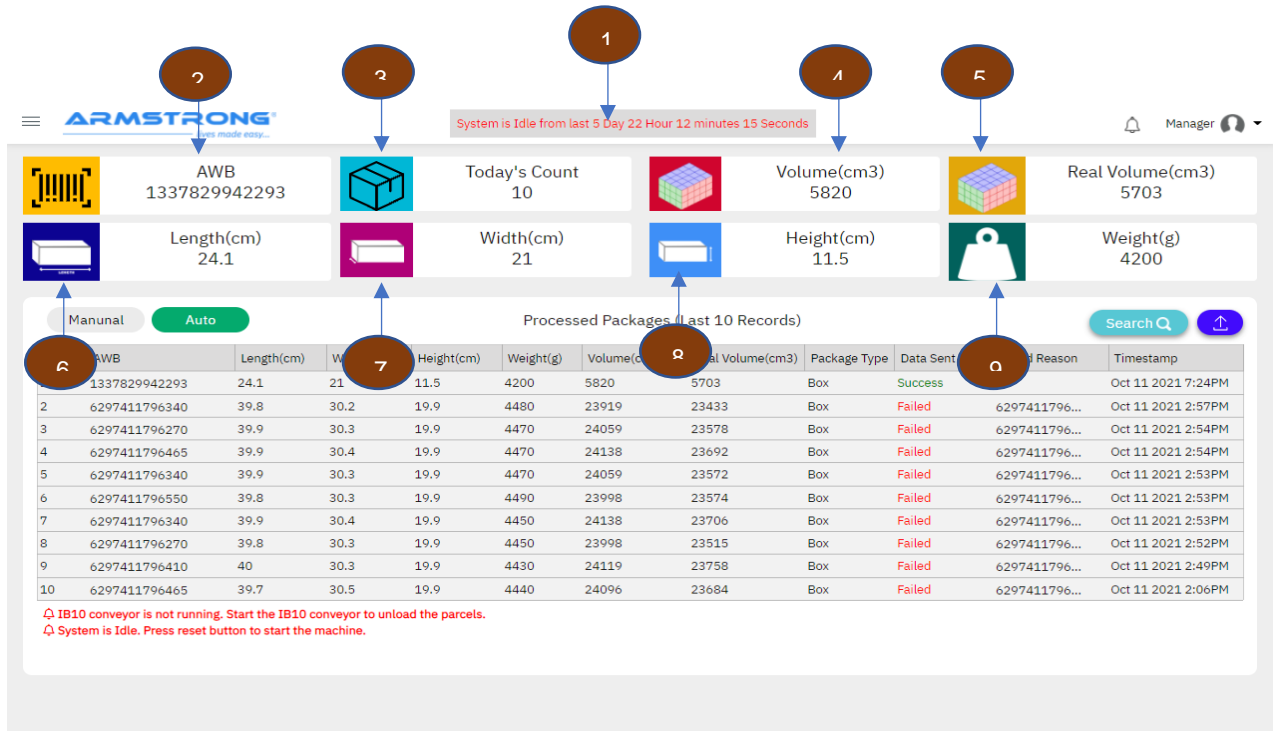 1
2
3
4
5
ARMSTRONG
lives made easy...
System is Idle from last 5 Day 22 Hour 12 minutes 15 Seconds
Manager
AWB
1337829942293
Today's Count
10
Volume(cm3)
5820
Real Volume(cm3)
5703
Length(cm)
24.1
Width(cm)
21
Height(cm)
11.5
Weight(g)
4200
LENGTH
Manunal Auto Processed Packages (Last 10 Records) Search
6 7 8 9
AWB Length(cm) Height(cm) Weight(g) Package Type Data Sent Reason Timestamp
1337829942293 24.1 21 11.5 4200 5820 5703 Box Success Oct 11 2021 7:24PM
2 6297411796340 39.8 30.2 19.9 4480 23919 23433 Box Failed 6297411796... Oct 11 2021 2:57PM
3 6297411796270 39.9 30.3 19.9 4470 24059 23578 Box Failed 6297411796... Oct 11 2021 2:54PM
4 6297411796465 39.9 30.4 19.9 4470 24138 23692 Box Failed 6297411796... Oct 11 2021 2:54PM
5 6297411796340 39.9 30.3 19.9 4470 24059 23572 Box Failed 6297411796... Oct 11 2021 2:53PM
6 6297411796550 39.8 30.3 19.9 4490 23998 23574 Box Failed 6297411796... Oct 11 2021 2:53PM
7 6297411796340 39.9 30.4 19.9 4450 24138 23706 Box Failed 6297411796... Oct 11 2021 2:53PM
8 6297411796270 39.8 30.3 19.9 4450 23998 23515 Box Failed 6297411796... Oct 11 2021 2:52PM
9 6297411796410 40 30.3 19.9 4430 24119 23758 Box Failed 6297411796... Oct 11 2021 2:49PM
10 6297411796465 39.7 30.5 19.9 4440 24096 23684 Box Failed 6297411796... Oct 11 2021 2:06PM
IB10 conveyor is not running. Start the IB10 conveyor to unload the parcels.
System is Idle. Press reset button to start the machine.